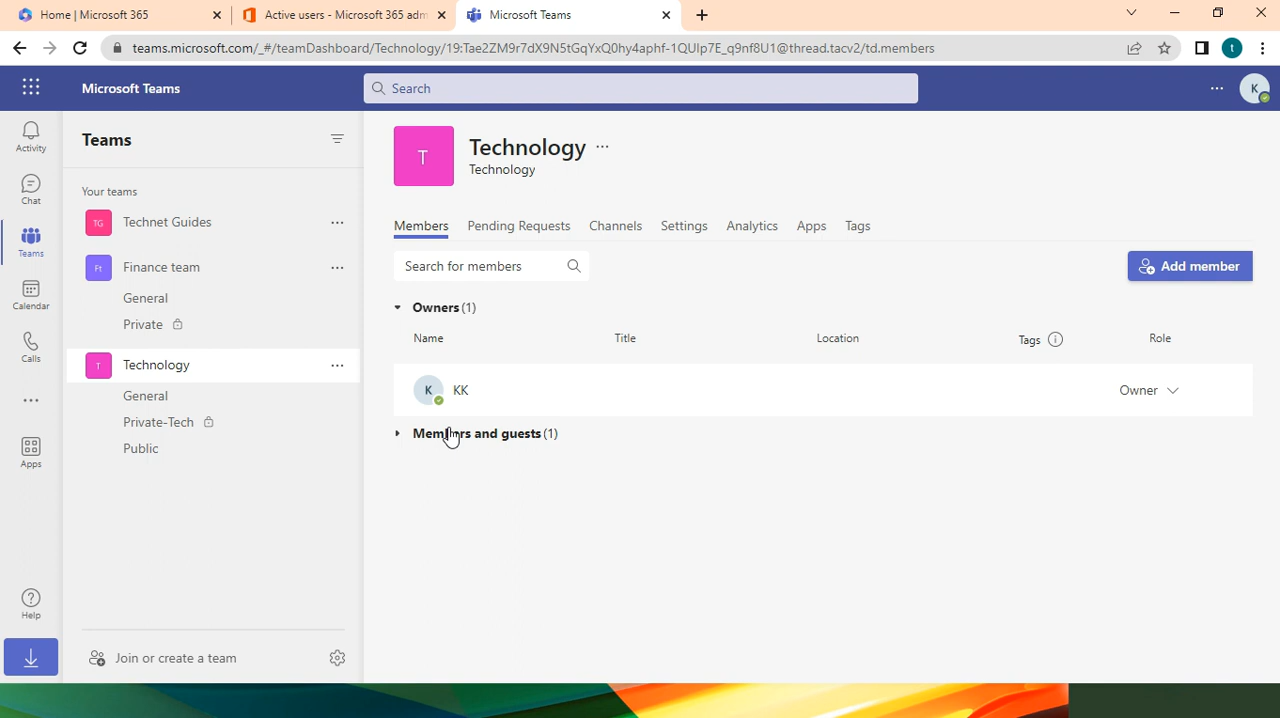 Home | Microsoft 365
Active users - Microsoft 365 adm
Microsoft Teams
teams.microsoft.com/_#/teamDashboard/Technology/19:Tae2ZM9r7dX9N5tGqYxQ0hy4aphf-1QUlp7E_q9nf8U1@thread.tacv2/td.members
t
Microsoft Teams
Search
K
Activity
Chat
Teams
Calendar
Calls
Apps
Help
Teams
Your teams
TG Technet Guides
Ft Finance team
General
Private
T Technology
General
Private-Tech
Public
Join or create a team
T
Technology
Technology
Members Pending Requests Channels Settings Analytics Apps Tags
Search for members
Add member
Owners (1)
Name Title Location Tags Role
K KK Owner
Members and guests (1)